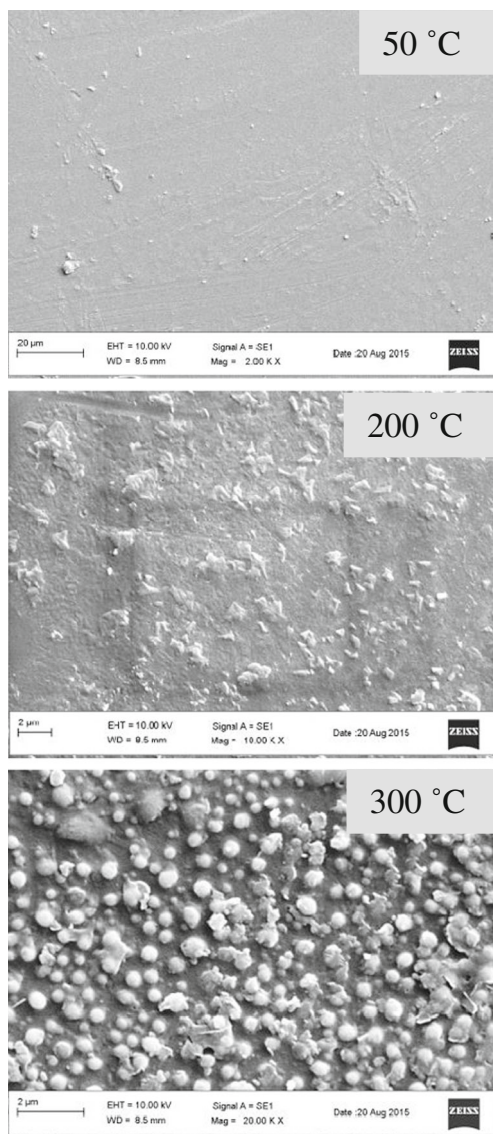 50 ˚C
20 µm EHT = 10.00 kV Signal A = SE1 Date :20 Aug 2015 ZEISS
WD = 8.5 mm Mag = 2.00 K X
200 ˚C
2 µm EHT = 10.00 kV Signal A = SE1 Date :20 Aug 2015 ZEISS
WD = 8.5 mm Mag = 10.00 K X
300 ˚C
2 µm EHT = 10.00 kV Signal A = SE1 Date :20 Aug 2015 ZEISS
WD = 8.5 mm Mag = 20.00 K X